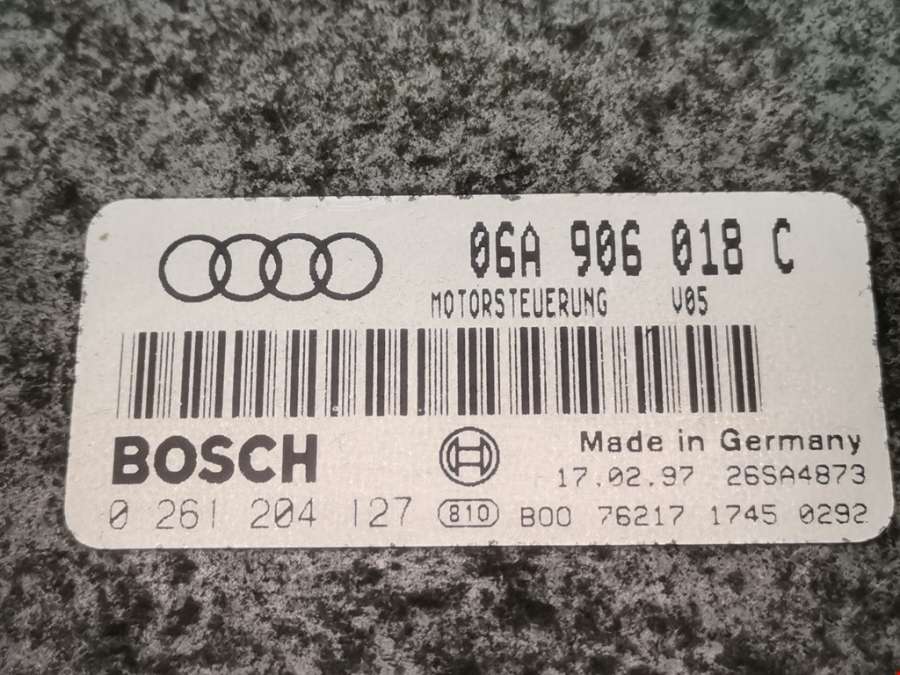 06A 906 018 C
MOTORSTEUERUNG V05
BOSCH
Made in Germany
17.02.97 26SA4873
0 261 204 127 810 B00 76217 1745 0292